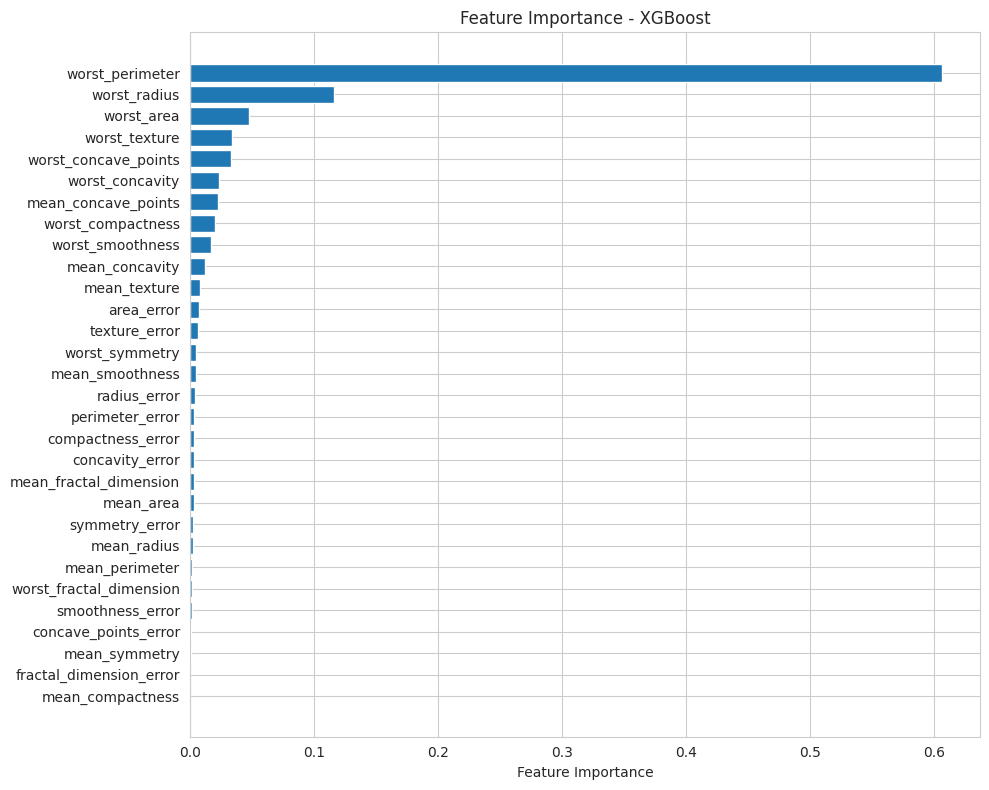 Feature Importance - XGBoost
worst_perimeter
worst_radius
worst_area
worst_texture
worst_concave_points
worst_concavity
mean_concave_points
worst_compactness
worst_smoothness
mean_concavity
mean_texture
area_error
texture_error
worst_symmetry
mean_smoothness
radius_error
perimeter_error
compactness_error
concavity_error
mean_fractal_dimension
mean_area
symmetry_error
mean_radius
mean_perimeter
worst_fractal_dimension
smoothness_error
concave_points_error
mean_symmetry
fractal_dimension_error
mean_compactness
0.0 0.1 0.2 0.3 0.4 0.5 0.6
Feature Importance